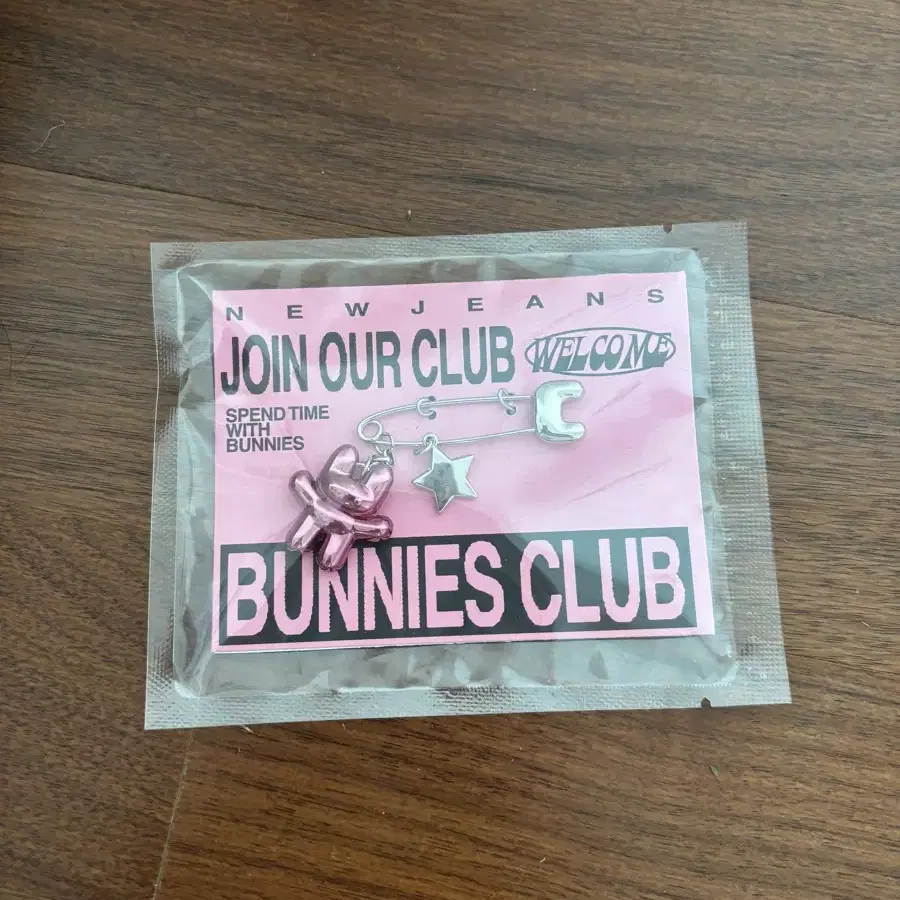 NEWJEANS
JOIN OUR CLUB WELCOME
SPEND TIME
WITH
BUNNIES
BUNNIES CLUB